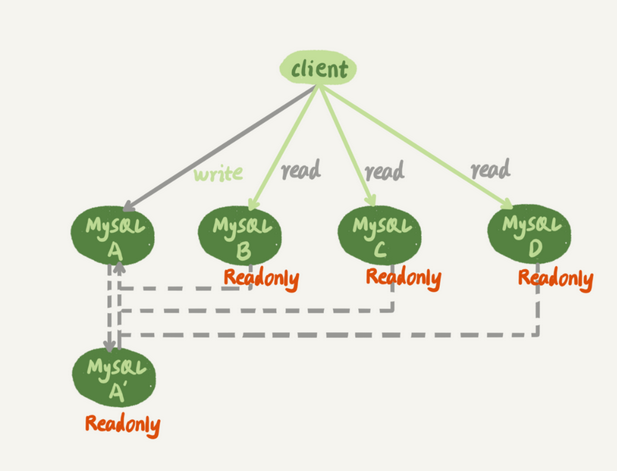 client
write
read
read
read
MySQL
A
MySQL
B
MySQL
C
MySQL
D
Readonly
Readonly
Readonly
MySQL
A'
Readonly